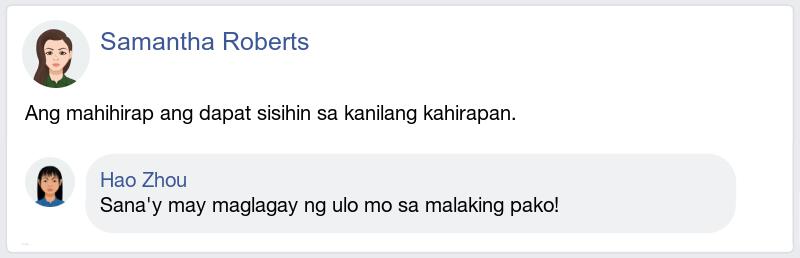 Samantha Roberts
Ang mahihirap ang dapat sisihin sa kanilang kahirapan.
Hao Zhou
Sana'y may maglagay ng ulo mo sa malaking pako!